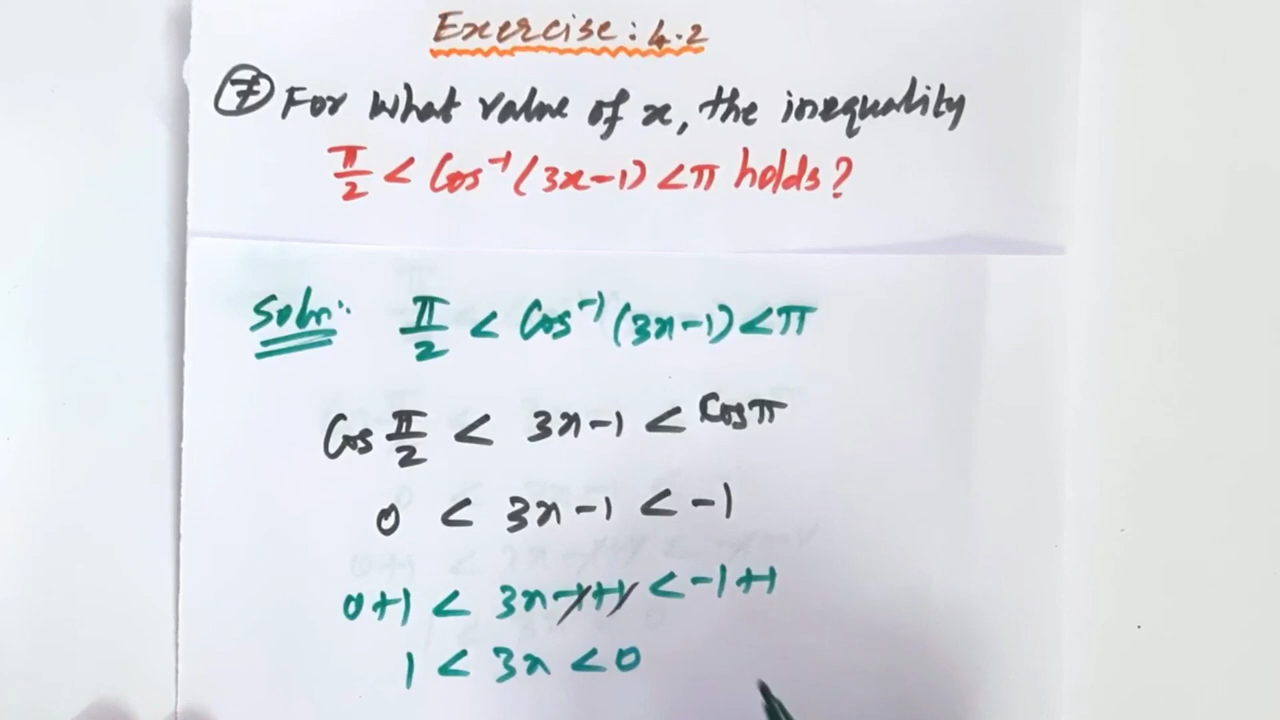 Exercise: 4.2
⑦ For what value of x, the inequality
π/2 < Cos⁻¹(3x-1) < π holds?
Soln: π/2 < Cos⁻¹(3x-1) < π
Cos π/2 < 3x-1 < Cos π
0 < 3x-1 < -1
0+1 < 3x-1+1 < -1+1
1 < 3x < 0